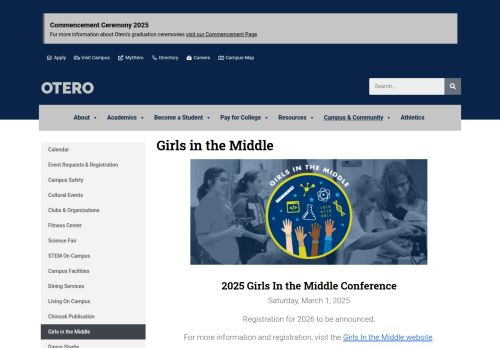 Commencement Ceremony 2025
For more information about Otero's graduation ceremonies visit our Commencement Page
Apply Visit Campus MyOtero Directory Careers Campus Map
OTERO
Search...
About Academics Become a Student Pay for College Resources Campus & Community Athletics
Calendar
Event Requests & Registration
Campus Safety
Cultural Events
Clubs & Organizations
Fitness Center
Science Fair
STEM On Campus
Campus Facilities
Dining Services
Living On Campus
Chinook Publication
Girls in the Middle
Dance Studio
Girls in the Middle
GIRLS IN THE MIDDLE
2025 Girls In the Middle Conference
Saturday, March 1, 2025
Registration for 2026 to be announced.
For more information and registration, visit the Girls In the Middle website.